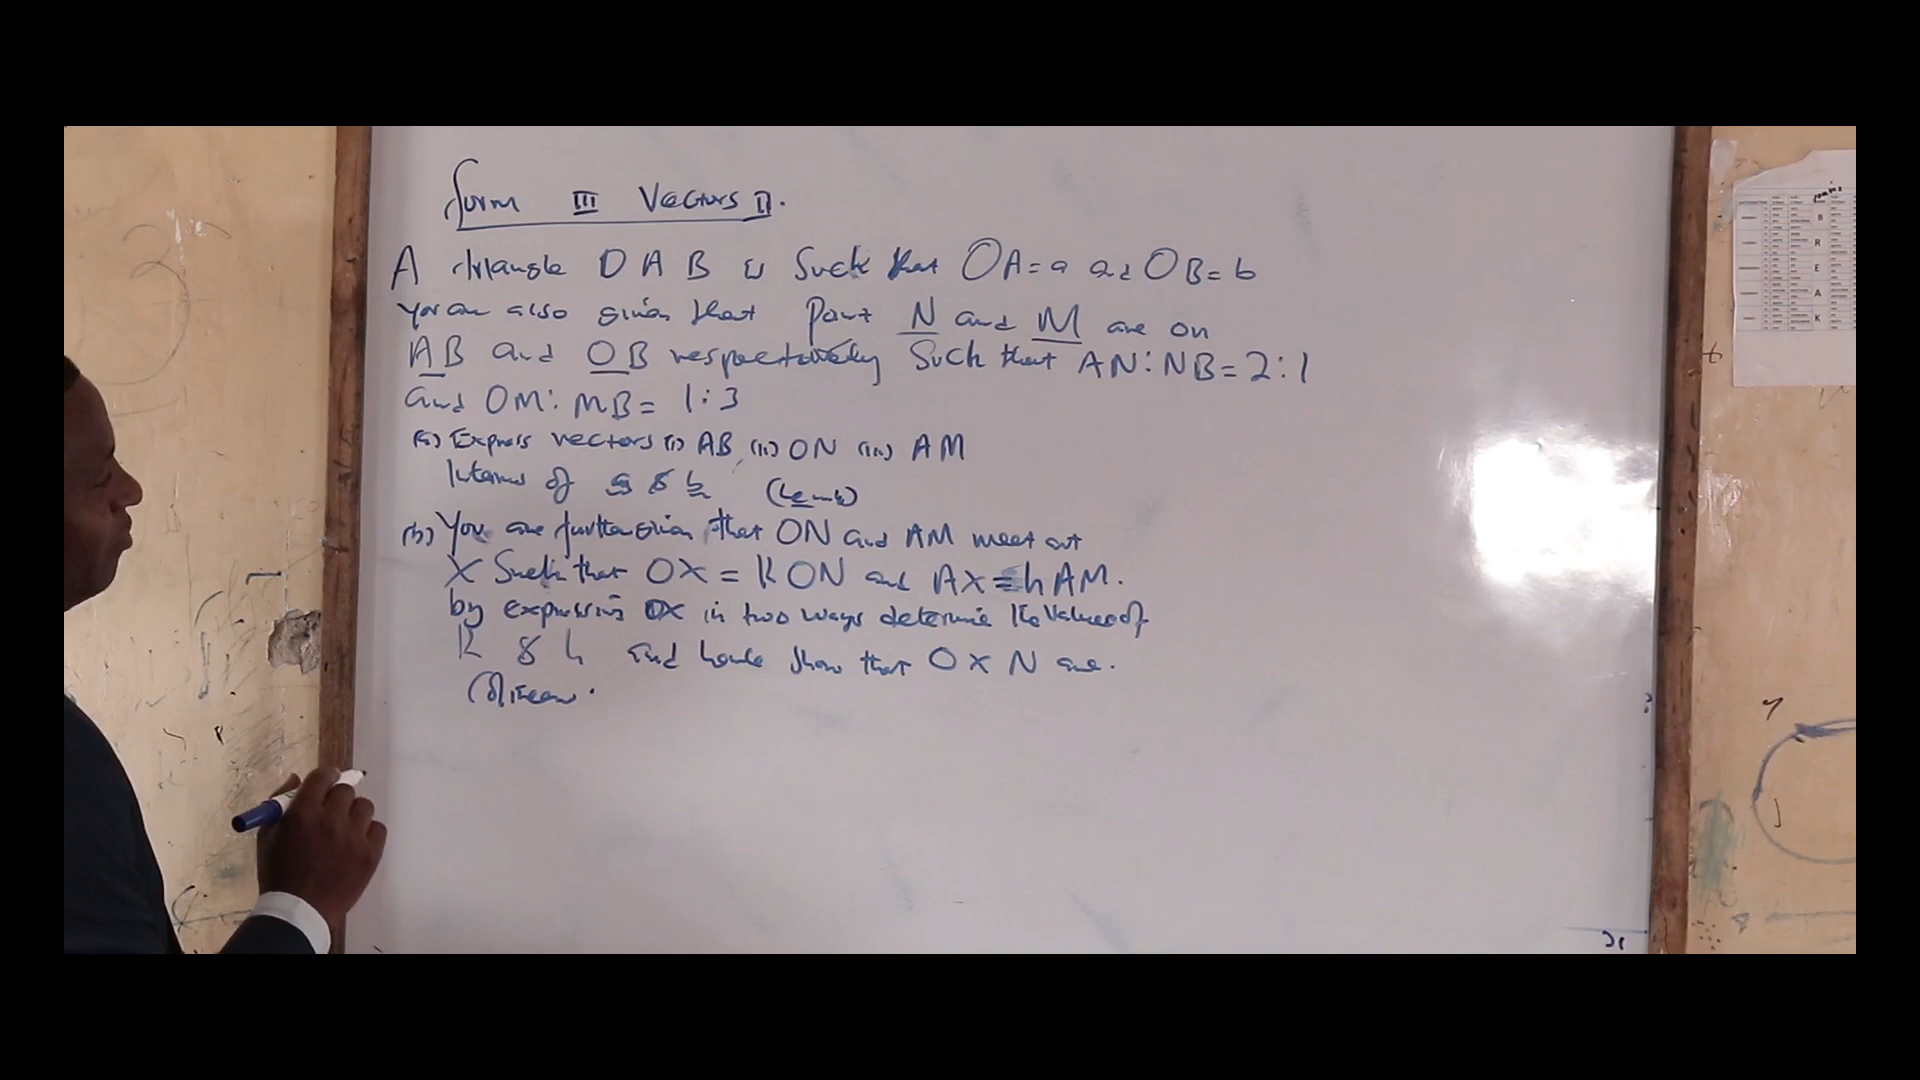 Form III Vectors II.
A triangle OAB is Such that OA = a and OB = b
You are also given that point N and M are on
AB and OB respectively Such that AN:NB = 2:1
and OM:MB = 1:3
(a) Express vectors (i) AB (ii) ON (iii) AM
Interms of a & b
(b) You are further given that ON and AM meet at
X Such that OX = K ON and AX = h AM.
by expressing OX in two ways determine the Values of
K & h and hence show that O X N are.
B
R
E
A
K